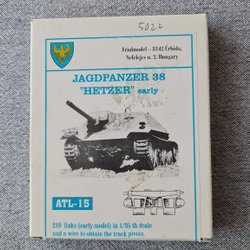 5022
Friulmodel - 3142 Úrhida,
Nefelejcs u. 2. Hungary
JAGDPANZER 38
"HETZER" early
ATL-15
210 links (early model) in 1/35 th scale
and a wire to obtain the track pivots.